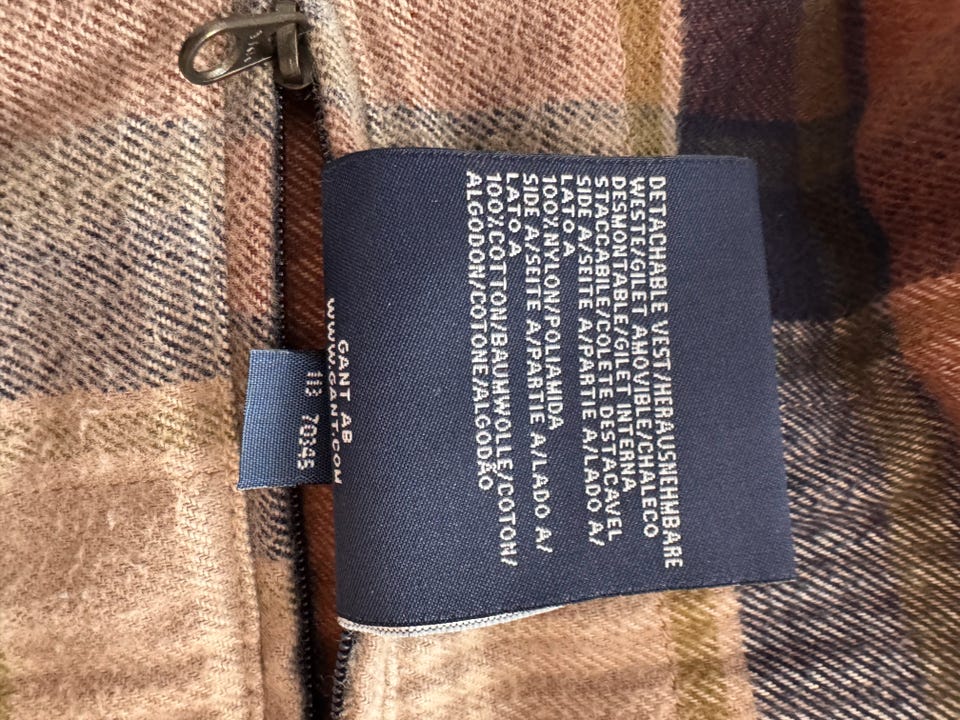 DETACHABLE VEST/HERAUSNEHMBARE
WESTE/GILET AMOVIBLE/CHALECO
DESMONTABLE/GILET INTERNA
STACCABILE/COLETE DESTACAVEL
SIDE A/SEITE A/PARTIE A/LADO A/
LATO A
100%NYLON/POLIAMIDA
SIDE A/SEITE A/PARTIE A/LADO A/
LATO A
100%COTTON/BAUMWOLLE/COTON/
ALGODON/COTONE/ALGODÃO
GANT AB
WWW.GANT.COM
113 70346